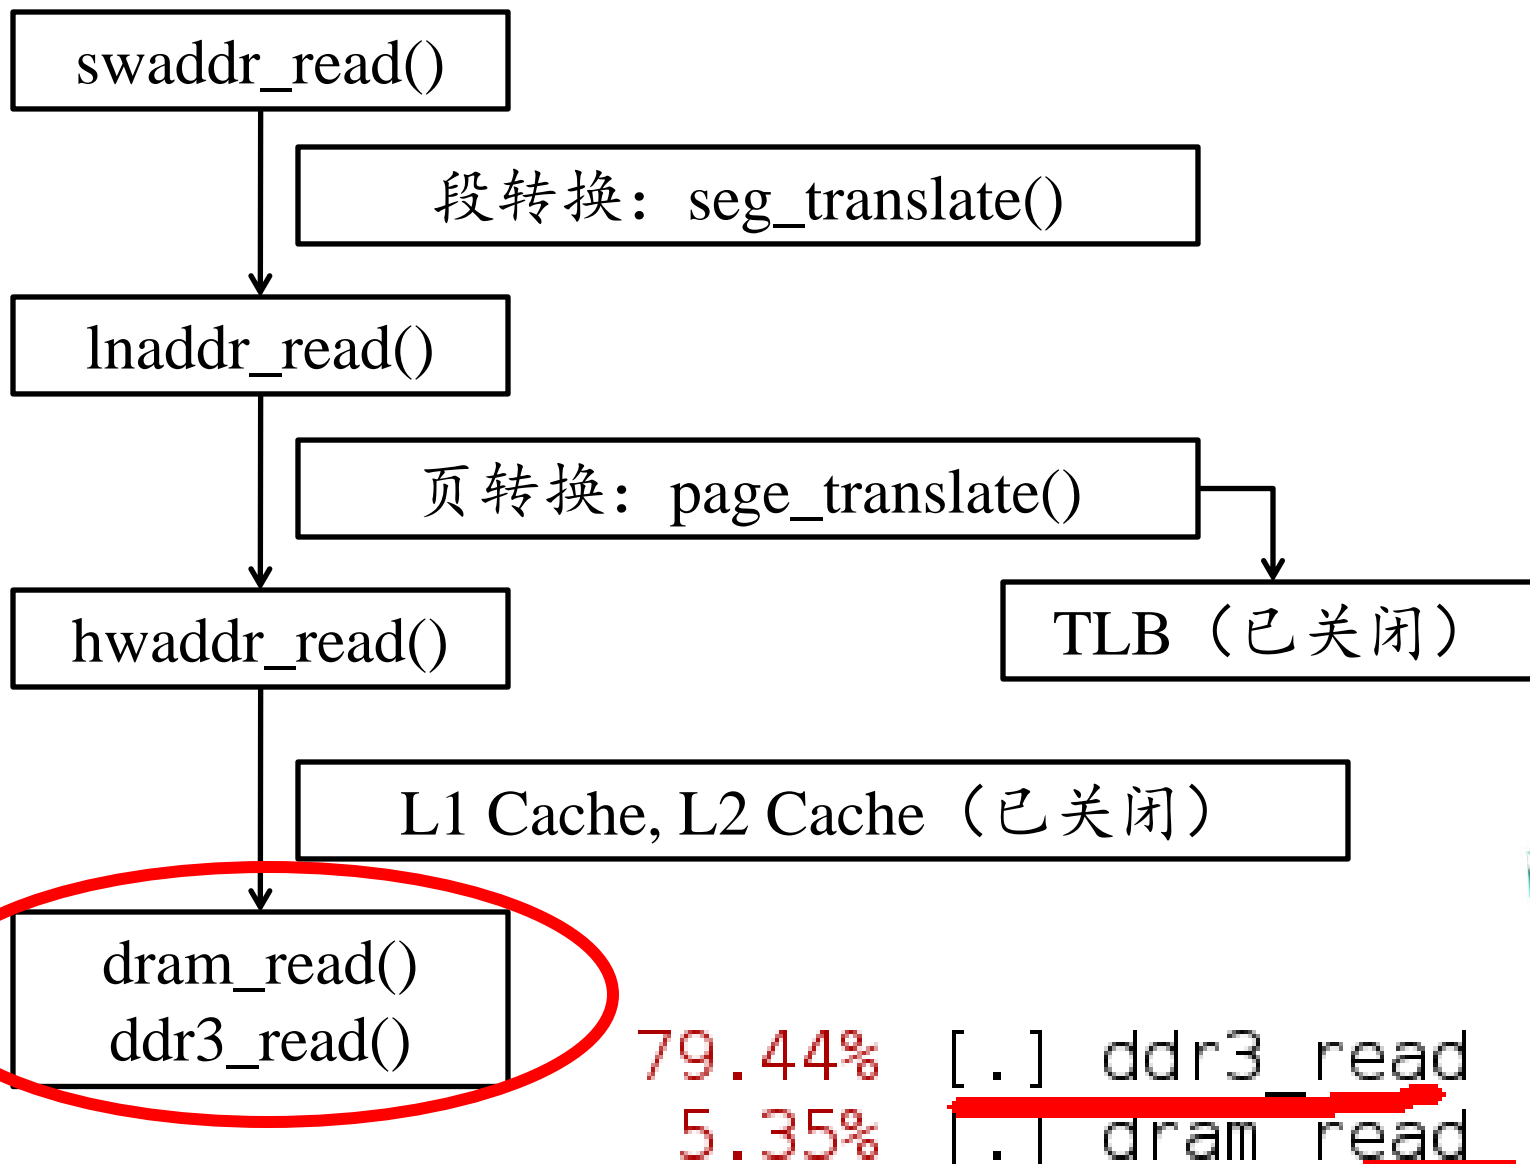 swaddr_read()
段转换：seg_translate()
lnaddr_read()
页转换：page_translate()
hwaddr_read()
TLB（已关闭）
L1 Cache, L2 Cache（已关闭）
dram_read()
ddr3_read()
79.44% [.] ddr3_read
5.35% [.] dram_read